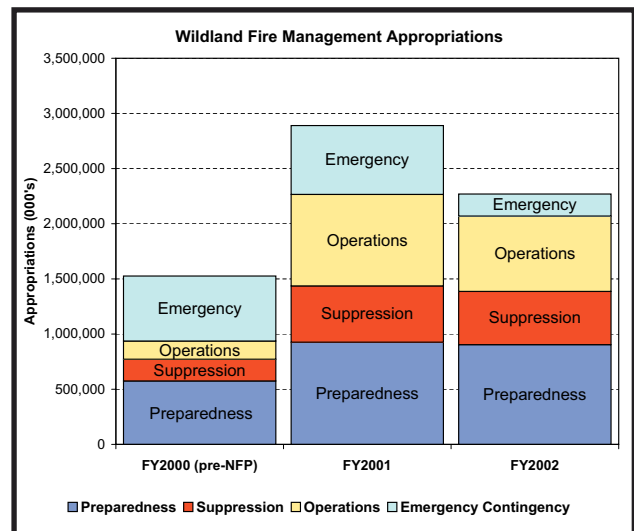 Wildland Fire Management Appropriations
Appropriations (000's)
3,500,000
3,000,000
2,500,000
2,000,000
1,500,000
1,000,000
500,000
0
Emergency
Operations
Suppression
Preparedness
Emergency
Operations
Suppression
Preparedness
Emergency
Operations
Suppression
Preparedness
FY2000 (pre-NFP) FY2001 FY2002
Preparedness Suppression Operations Emergency Contingency